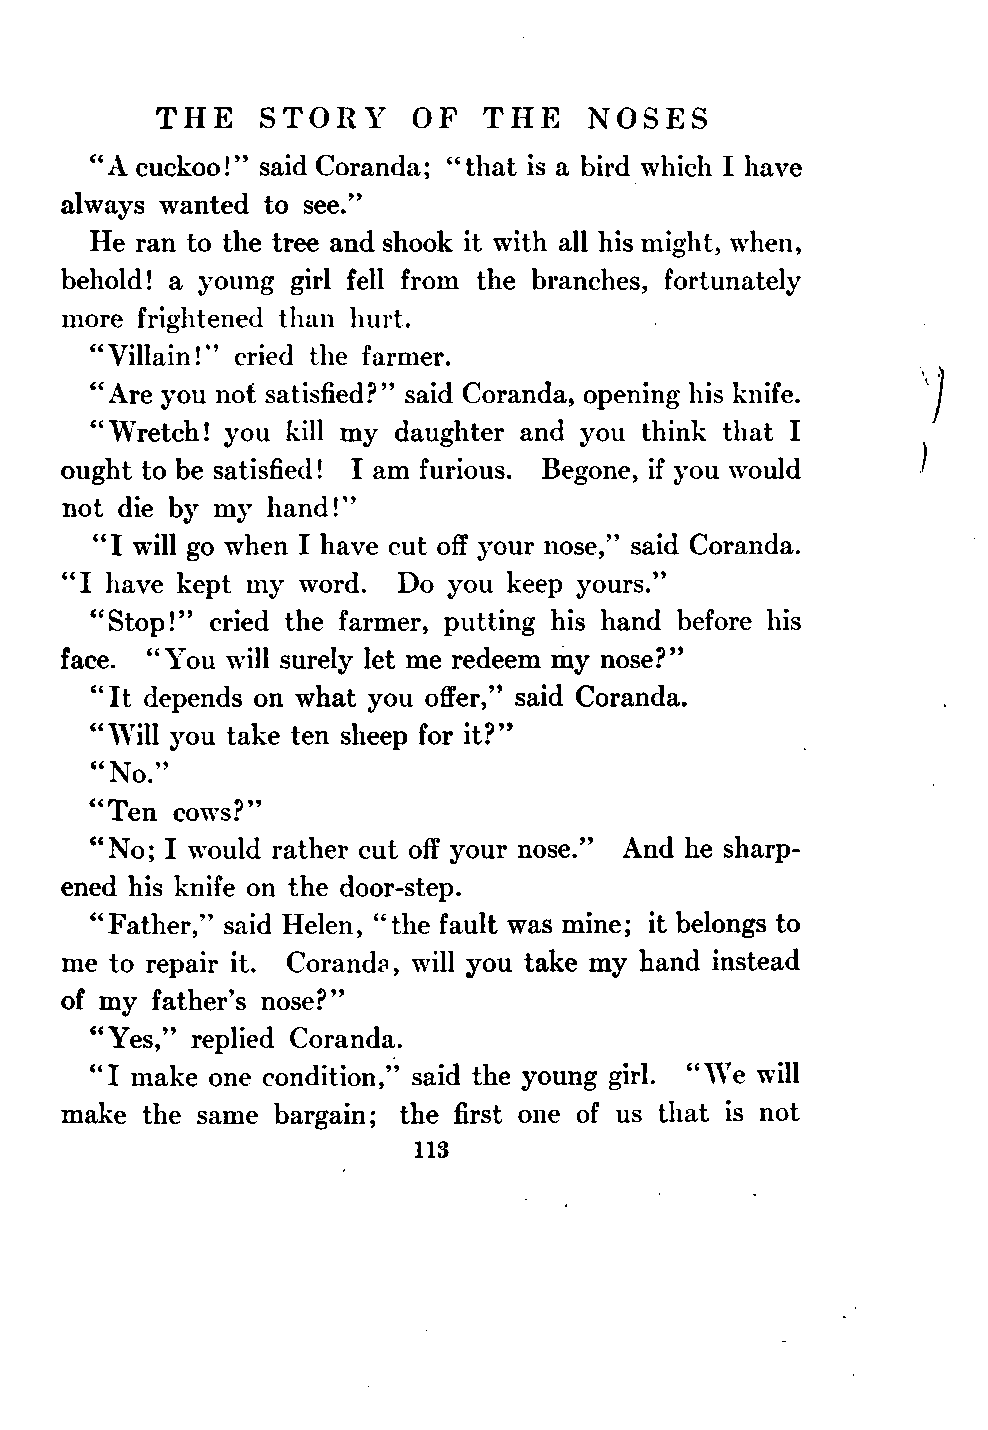 THE STORY OF THE NOSES
"A cuckoo!" said Coranda; "that is a bird which I have
always wanted to see."
He ran to the tree and shook it with all his might, when,
behold! a young girl fell from the branches, fortunately
more frightened than hurt.
"Villain!" cried the farmer.
"Are you not satisfied?" said Coranda, opening his knife.
"Wretch! you kill my daughter and you think that I
ought to be satisfied! I am furious. Begone, if you would
not die by my hand!"
"I will go when I have cut off your nose," said Coranda.
"I have kept my word. Do you keep yours."
"Stop!" cried the farmer, putting his hand before his
face. "You will surely let me redeem my nose?"
"It depends on what you offer," said Coranda.
"Will you take ten sheep for it?"
"No."
"Ten cows?"
"No; I would rather cut off your nose." And he sharp-
ened his knife on the door-step.
"Father," said Helen, "the fault was mine; it belongs to
me to repair it. Coranda, will you take my hand instead
of my father's nose?"
"Yes," replied Coranda.
"I make one condition," said the young girl. "We will
make the same bargain; the first one of us that is not
113